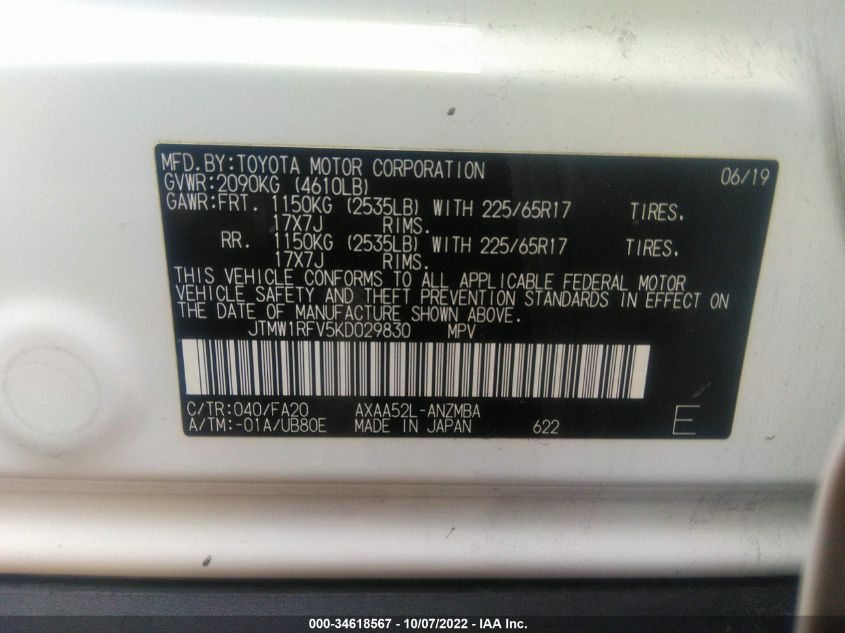 MFD.BY:TOYOTA MOTOR CORPORATION 06/19
GVWR:2090KG (4610LB)
GAWR:FRT. 1150KG (2535LB) WITH 225/65R17 TIRES.
17X7J RIMS.
RR. 1150KG (2535LB) WITH 225/65R17 TIRES.
17X7J RIMS.
THIS VEHICLE CONFORMS TO ALL APPLICABLE FEDERAL MOTOR
VEHICLE SAFETY AND THEFT PREVENTION STANDARDS IN EFFECT ON
THE DATE OF MANUFACTURE SHOWN ABOVE.
JTMW1RFV5KD029830 MPV
C/TR:040/FA20 AXAA52L-ANZMBA
A/TM:-01A/UB80E MADE IN JAPAN 622 E
000-34618567 - 10/07/2022 - IAA Inc.